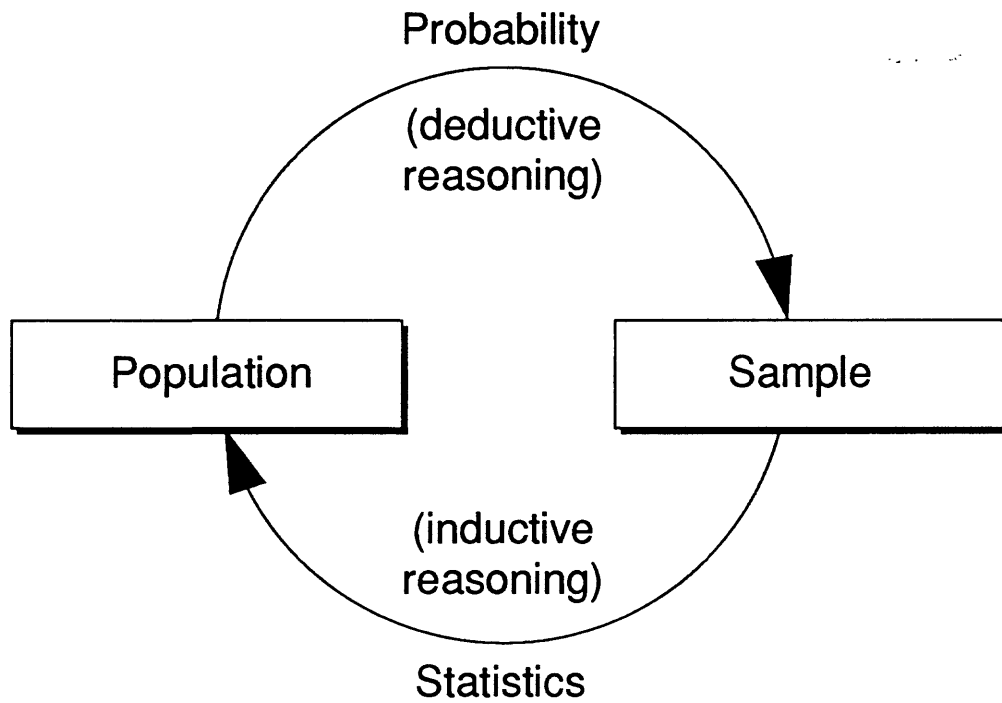 Probability
(deductive
reasoning)
Population
Sample
(inductive
reasoning)
Statistics